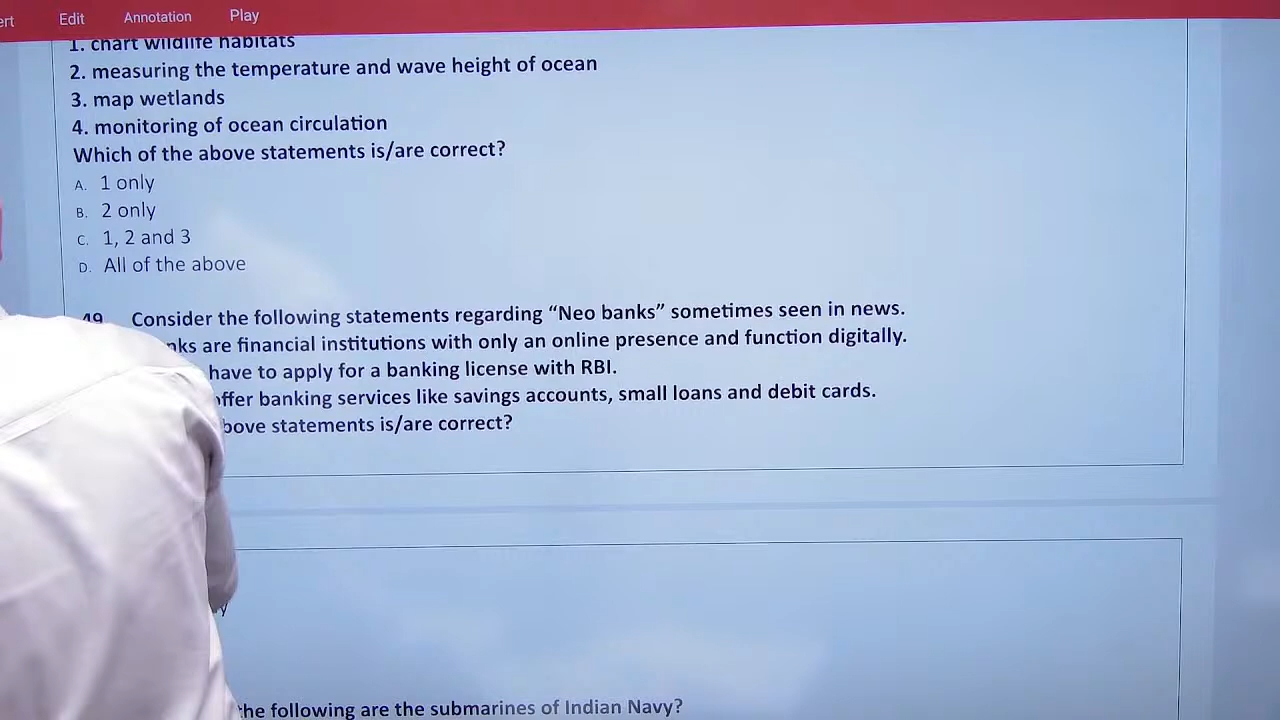 Edit Annotation Play
1. chart wildlife habitats
2. measuring the temperature and wave height of ocean
3. map wetlands
4. monitoring of ocean circulation
Which of the above statements is/are correct?
A. 1 only
B. 2 only
C. 1, 2 and 3
D. All of the above
49 Consider the following statements regarding “Neo banks” sometimes seen in news.
are financial institutions with only an online presence and function digitally.
have to apply for a banking license with RBI.
banking services like savings accounts, small loans and debit cards.
statements is/are correct?
the following are the submarines of Indian Navy?